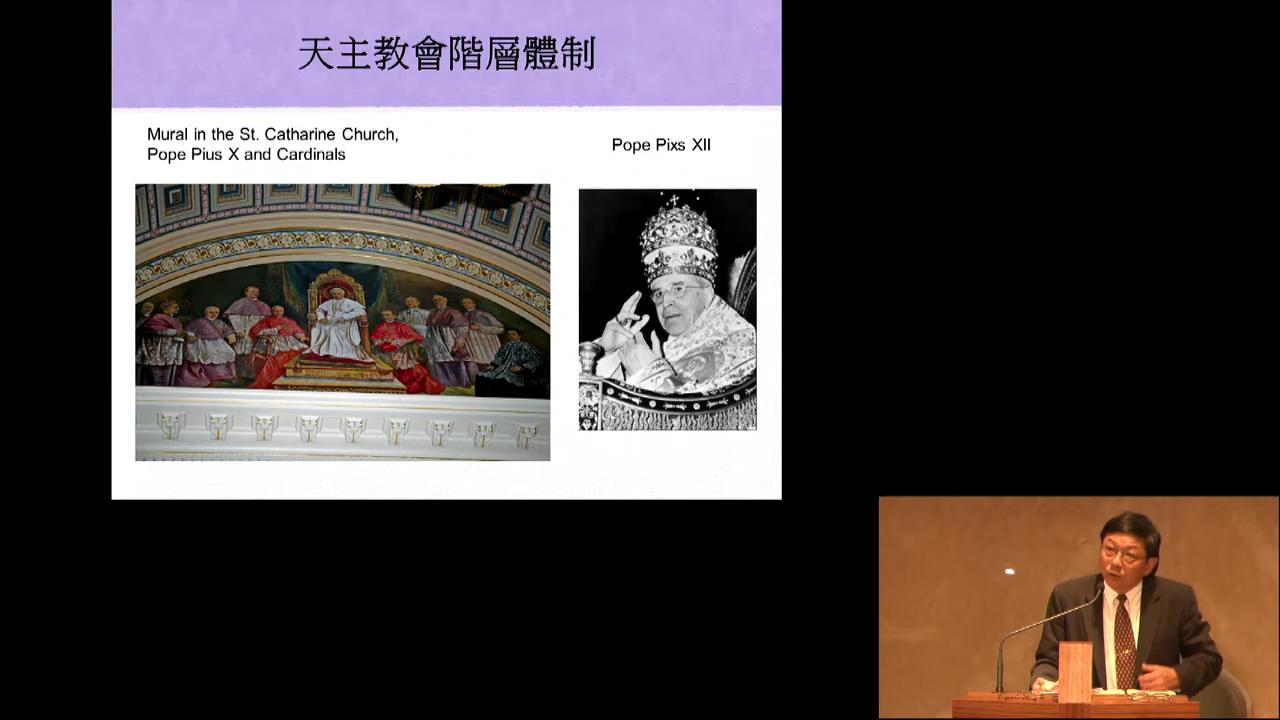 天主教會階層體制
Mural in the St. Catharine Church,
Pope Pius X and Cardinals
Pope Pixs XII